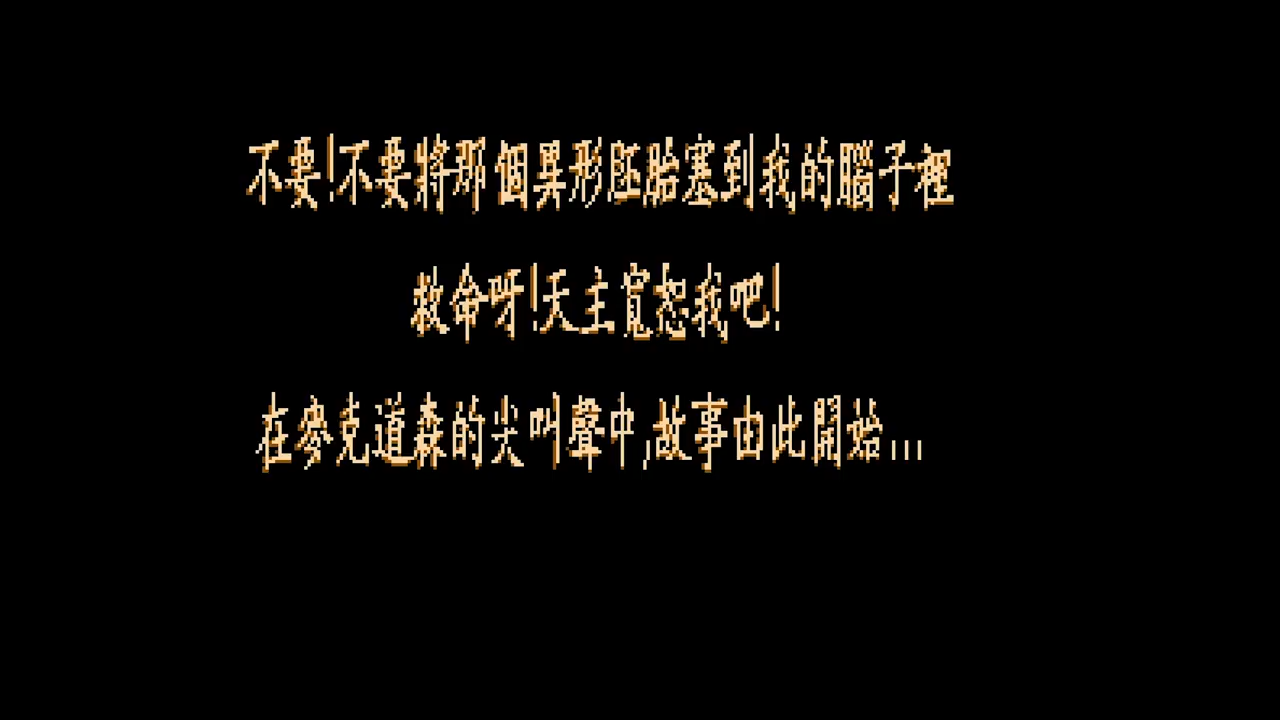 不要!不要將那個異形胚胎塞到我的腦子裡
救命呀!天主寬恕我吧!
在麥克道森的尖叫聲中,故事由此開始...